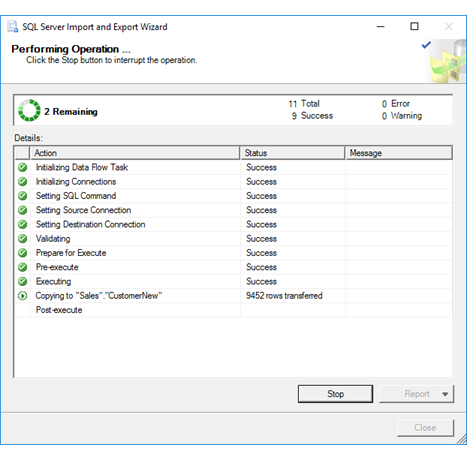 SQL Server Import and Export Wizard
Performing Operation ...
Click the Stop button to interrupt the operation.
2 Remaining
11 Total 0 Error
9 Success 0 Warning
Details:
Action Status Message
Initializing Data Flow Task Success
Initializing Connections Success
Setting SQL Command Success
Setting Source Connection Success
Setting Destination Connection Success
Validating Success
Prepare for Execute Success
Pre-execute Success
Executing Success
Copying to "Sales"."CustomerNew" 9452 rows transferred
Post-execute
Stop Report
Close